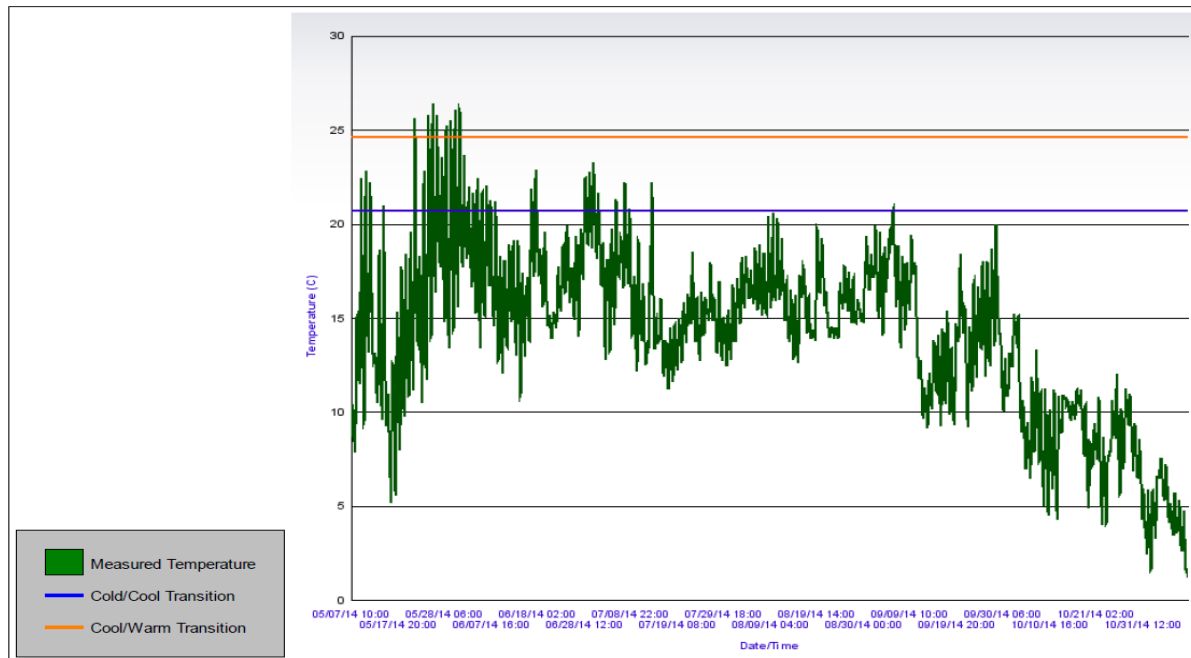 30
25
20
15
10
5
0
Temperature (C)
05/07/14 10:00 05/28/14 06:00 06/18/14 02:00 07/08/14 22:00 07/29/14 18:00 08/19/14 14:00 09/09/14 10:00 09/30/14 06:00 10/21/14 02:00
05/17/14 20:00 06/07/14 16:00 06/28/14 12:00 07/19/14 08:00 08/09/14 04:00 08/30/14 00:00 09/19/14 20:00 10/10/14 16:00 10/31/14 12:00
Date/Time
Measured Temperature
Cold/Cool Transition
Cool/Warm Transition